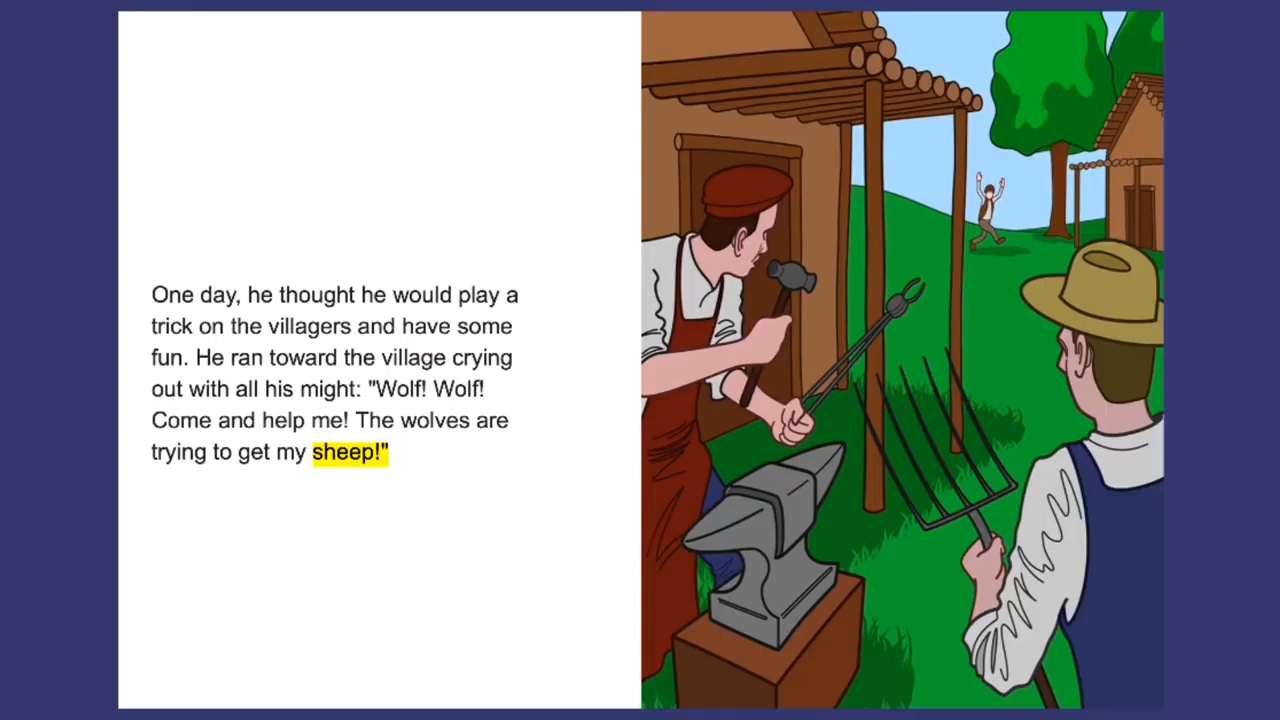 One day, he thought he would play a
trick on the villagers and have some
fun. He ran toward the village crying
out with all his might: "Wolf! Wolf!
Come and help me! The wolves are
trying to get my sheep!"